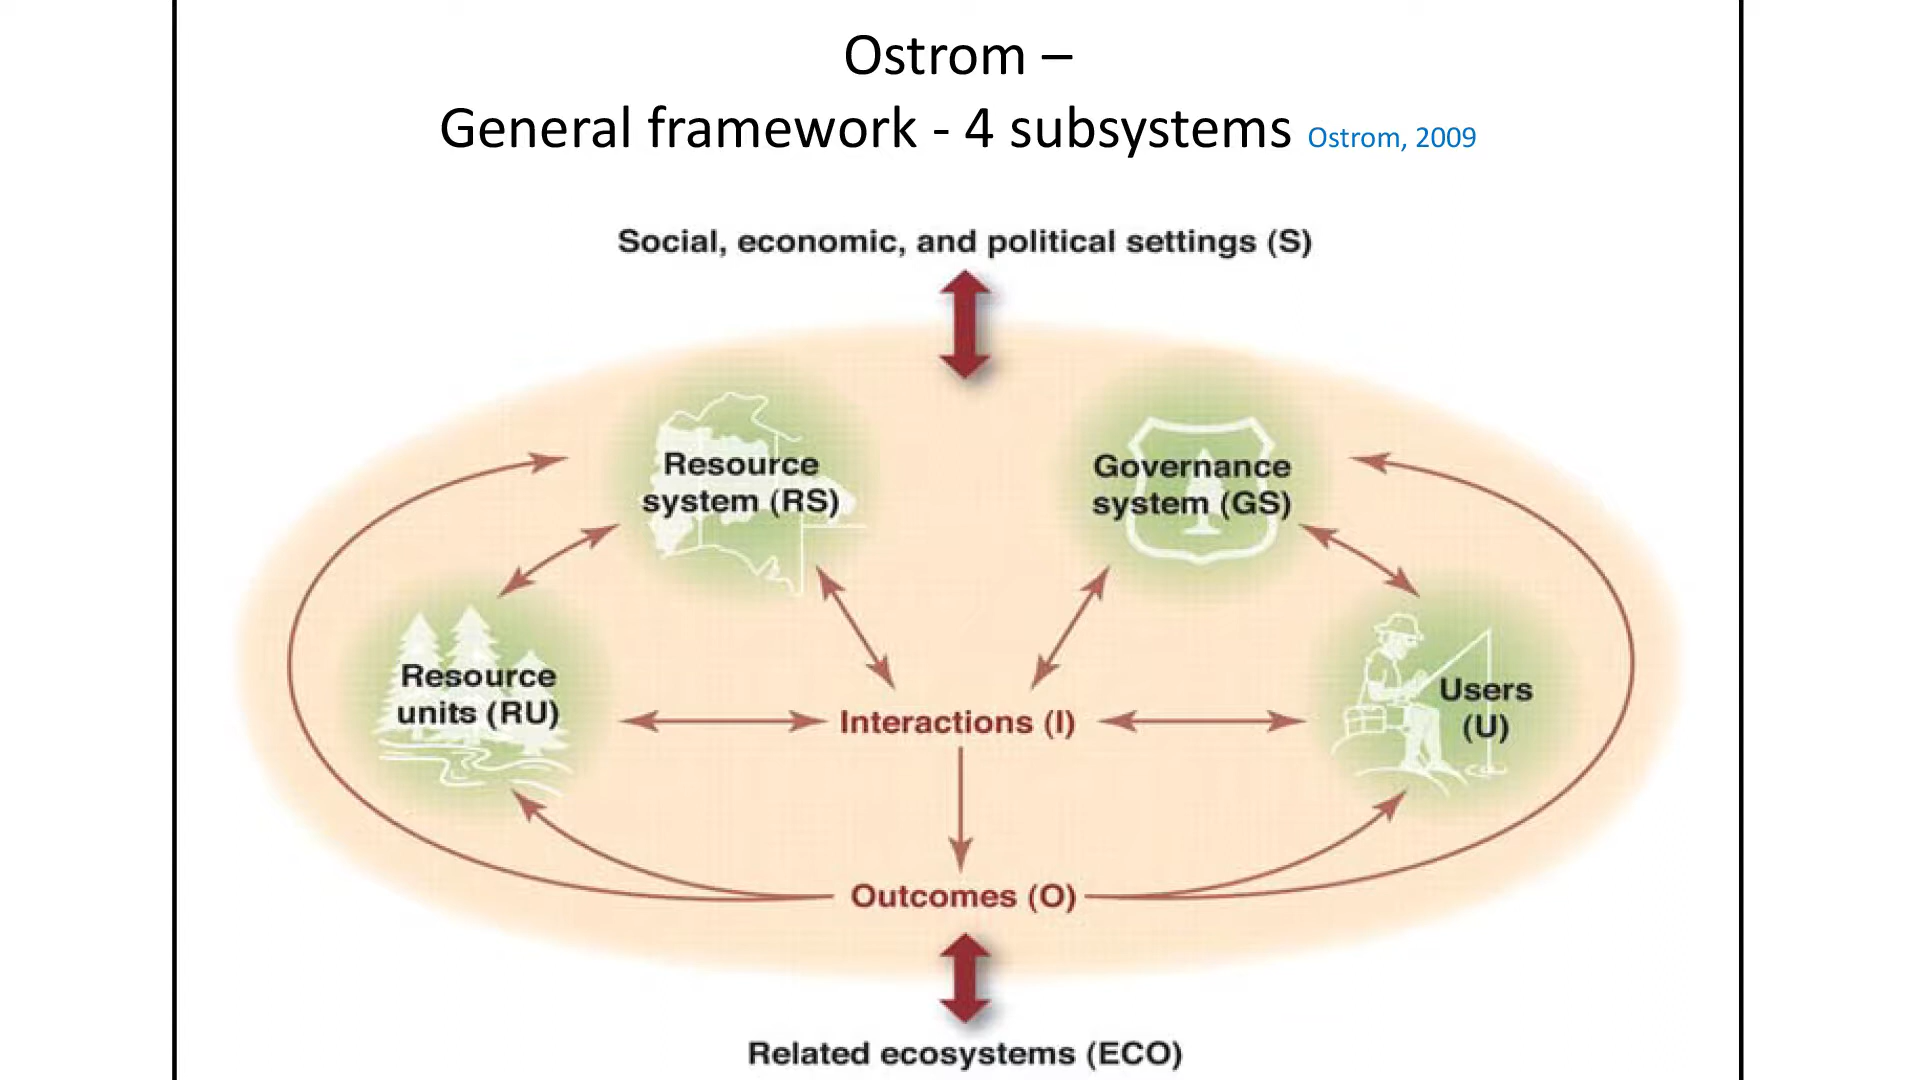 Ostrom –
General framework - 4 subsystems Ostrom, 2009
Social, economic, and political settings (S)
Resource
system (RS)
Governance
system (GS)
Resource
units (RU)
Interactions (I)
Users
(U)
Outcomes (O)
Related ecosystems (ECO)